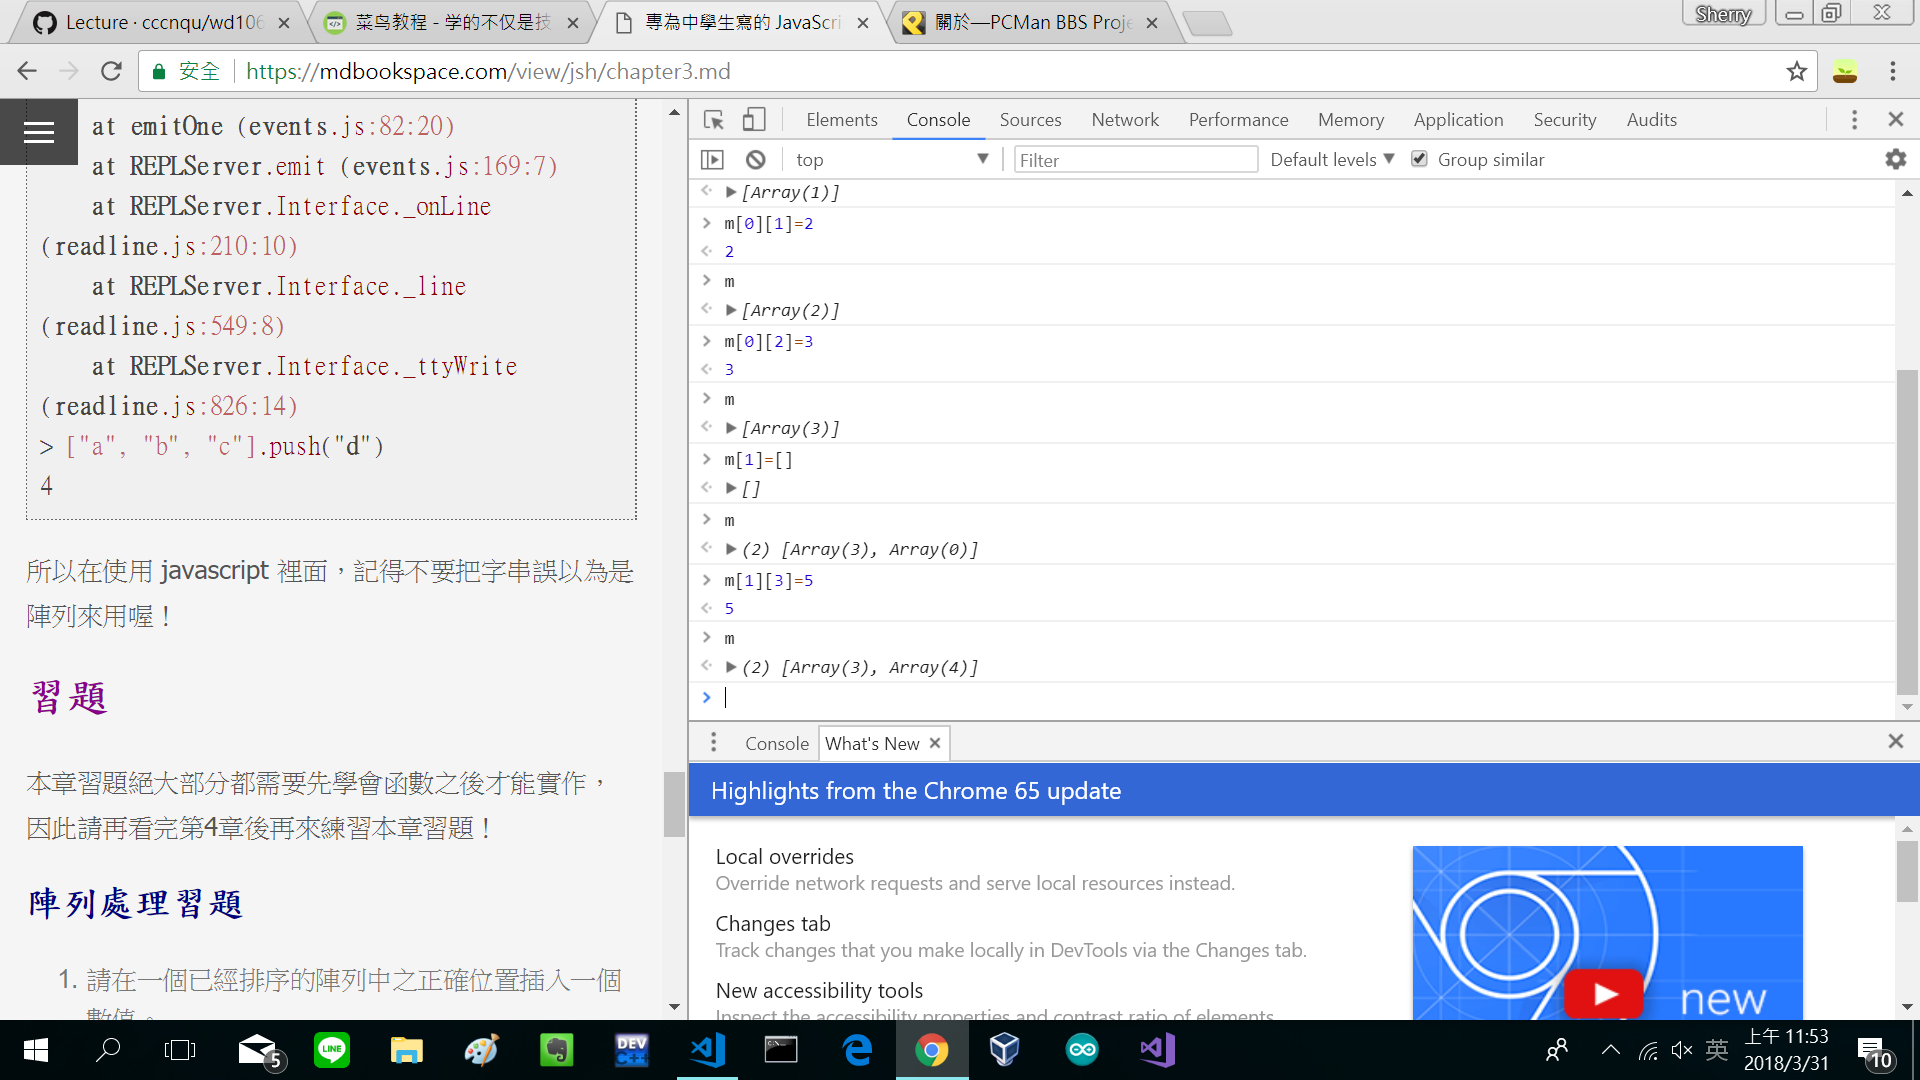 Lecture · cccnqu/wd106
菜鸟教程 - 学的不仅是技
專為中學生寫的 JavaScri
關於—PCMan BBS Proje
Sherry
安全
https://mdbookspace.com/view/jsh/chapter3.md
at emitOne (events.js:82:20)
at REPLServer.emit (events.js:169:7)
at REPLServer.Interface._onLine
(readline.js:210:10)
at REPLServer.Interface._line
(readline.js:549:8)
at REPLServer.Interface._ttyWrite
(readline.js:826:14)
> ["a", "b", "c"].push("d")
4
所以在使用 javascript 裡面，記得不要把字串誤以為是
陣列來用喔！
習題
本章習題絕大部分都需要先學會函數之後才能實作，
因此請再看完第4章後再來練習本章習題！
陣列處理習題
1. 請在一個已經排序的陣列中之正確位置插入一個
數值。
Elements Console Sources Network Performance Memory Application Security Audits
top
Filter
Default levels
Group similar
[Array(1)]
m[0][1]=2
2
m
[Array(2)]
m[0][2]=3
3
m
[Array(3)]
m[1]=[]
[]
m
(2) [Array(3), Array(0)]
m[1][3]=5
5
m
(2) [Array(3), Array(4)]
Console What's New
Highlights from the Chrome 65 update
Local overrides
Override network requests and serve local resources instead.
Changes tab
Track changes that you make locally in DevTools via the Changes tab.
New accessibility tools
Inspect the accessibility properties and contrast ratio of elements
new
5
LINE
DEV
C++
C:\
英
上午 11:53
2018/3/31
10